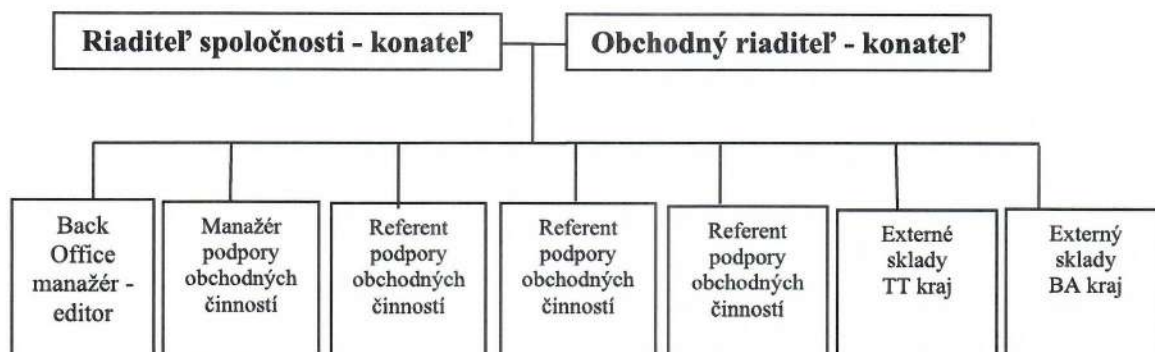 Riaditeľ spoločnosti - konateľ
Obchodný riaditeľ - konateľ
Back
Office
manažér -
editor
Manažér
podpory
obchodných
činností
Referent
podpory
obchodných
činností
Referent
podpory
obchodných
činností
Referent
podpory
obchodných
činností
Externé
sklady
TT kraj
Externý
sklady
BA kraj